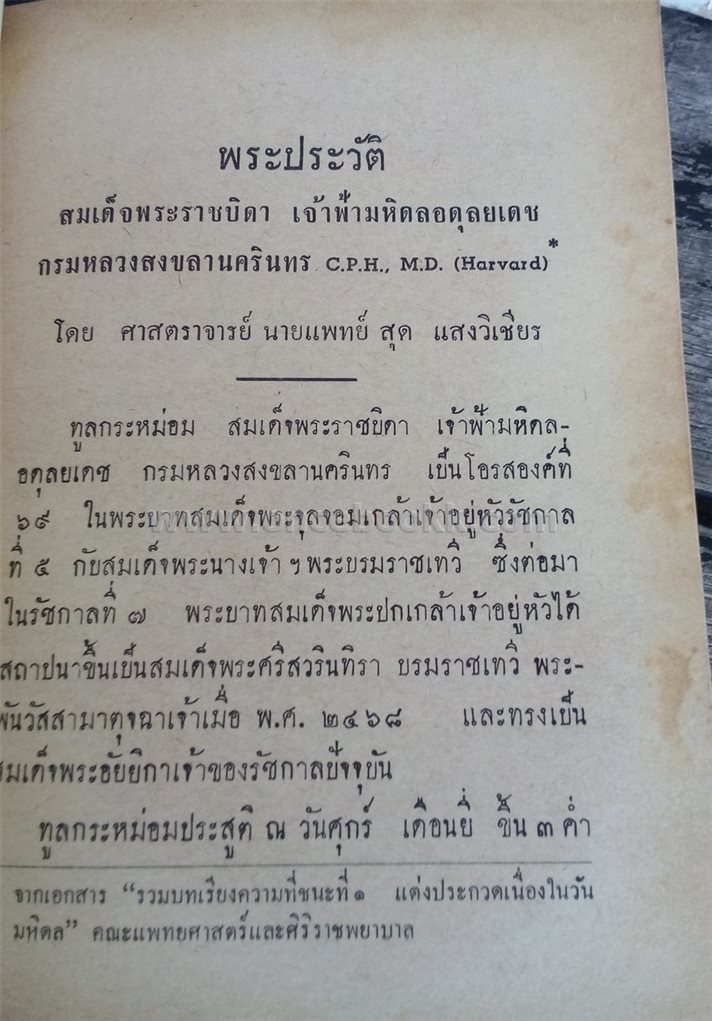 พระประวัติ
สมเด็จพระราชบิดา เจ้าฟ้ามหิดลอดุลยเดช
กรมหลวงสงขลานครินทร C.P.H., M.D. (Harvard)*
โดย ศาสตราจารย์ นายแพทย์ สุด แสงวิเชียร
ทูลกระหม่อม สมเด็จพระราชบิดา เจ้าฟ้ามหิดล-
อดุลยเดช กรมหลวงสงขลานครินทร เป็นโอรสองค์ที่
๖๙ ในพระบาทสมเด็จพระจุลจอมเกล้าเจ้าอยู่หัวรัชกาล
ที่ ๕ กับสมเด็จพระนางเจ้า ฯ พระบรมราชเทวี ซึ่งต่อมา
ในรัชกาลที่ ๗ พระบาทสมเด็จพระปกเกล้าเจ้าอยู่หัวได้
สถาปนาขึ้นเป็นสมเด็จพระศรีสวรินทิรา บรมราชเทวี พระ-
พันวัสสามาตุจฉาเจ้าเมื่อ พ.ศ. ๒๔๖๘ และทรงเป็น
สมเด็จพระอัยยิกาเจ้าของรัชกาลปัจจุบัน
ทูลกระหม่อมประสูติ ณ วันศุกร์ เดือนยี่ ขึ้น ๓ ค่ำ
จากเอกสาร “รวมบทเรียงความที่ชนะที่ ๑ แต่งประกวดเนื่องในวัน
มหิดล” คณะแพทยศาสตร์และศิริราชพยาบาล